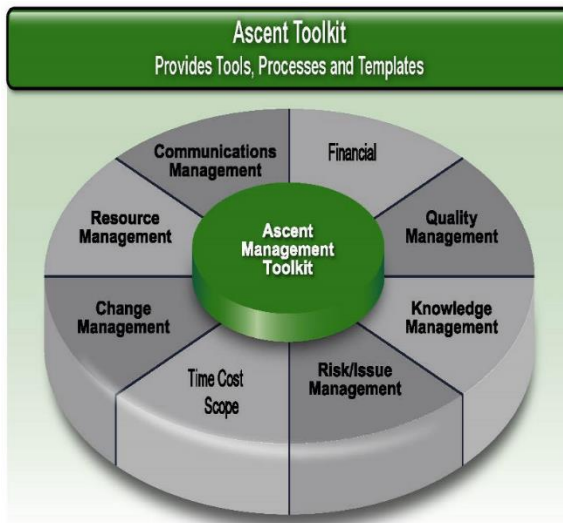 Ascent Toolkit
Provides Tools, Processes and Templates
Communications
Management
Financial
Resource
Management
Quality
Management
Ascent
Management
Toolkit
Change
Management
Knowledge
Management
Time Cost
Scope
Risk/Issue
Management